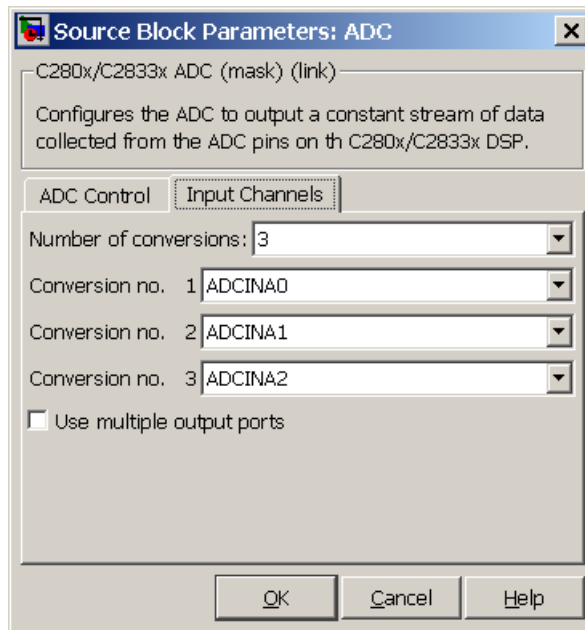 Source Block Parameters: ADC
C280x/C2833x ADC (mask) (link)
Configures the ADC to output a constant stream of data
collected from the ADC pins on th C280x/C2833x DSP.
ADC Control Input Channels
Number of conversions: 3
Conversion no. 1 ADCINA0
Conversion no. 2 ADCINA1
Conversion no. 3 ADCINA2
Use multiple output ports
OK Cancel Help